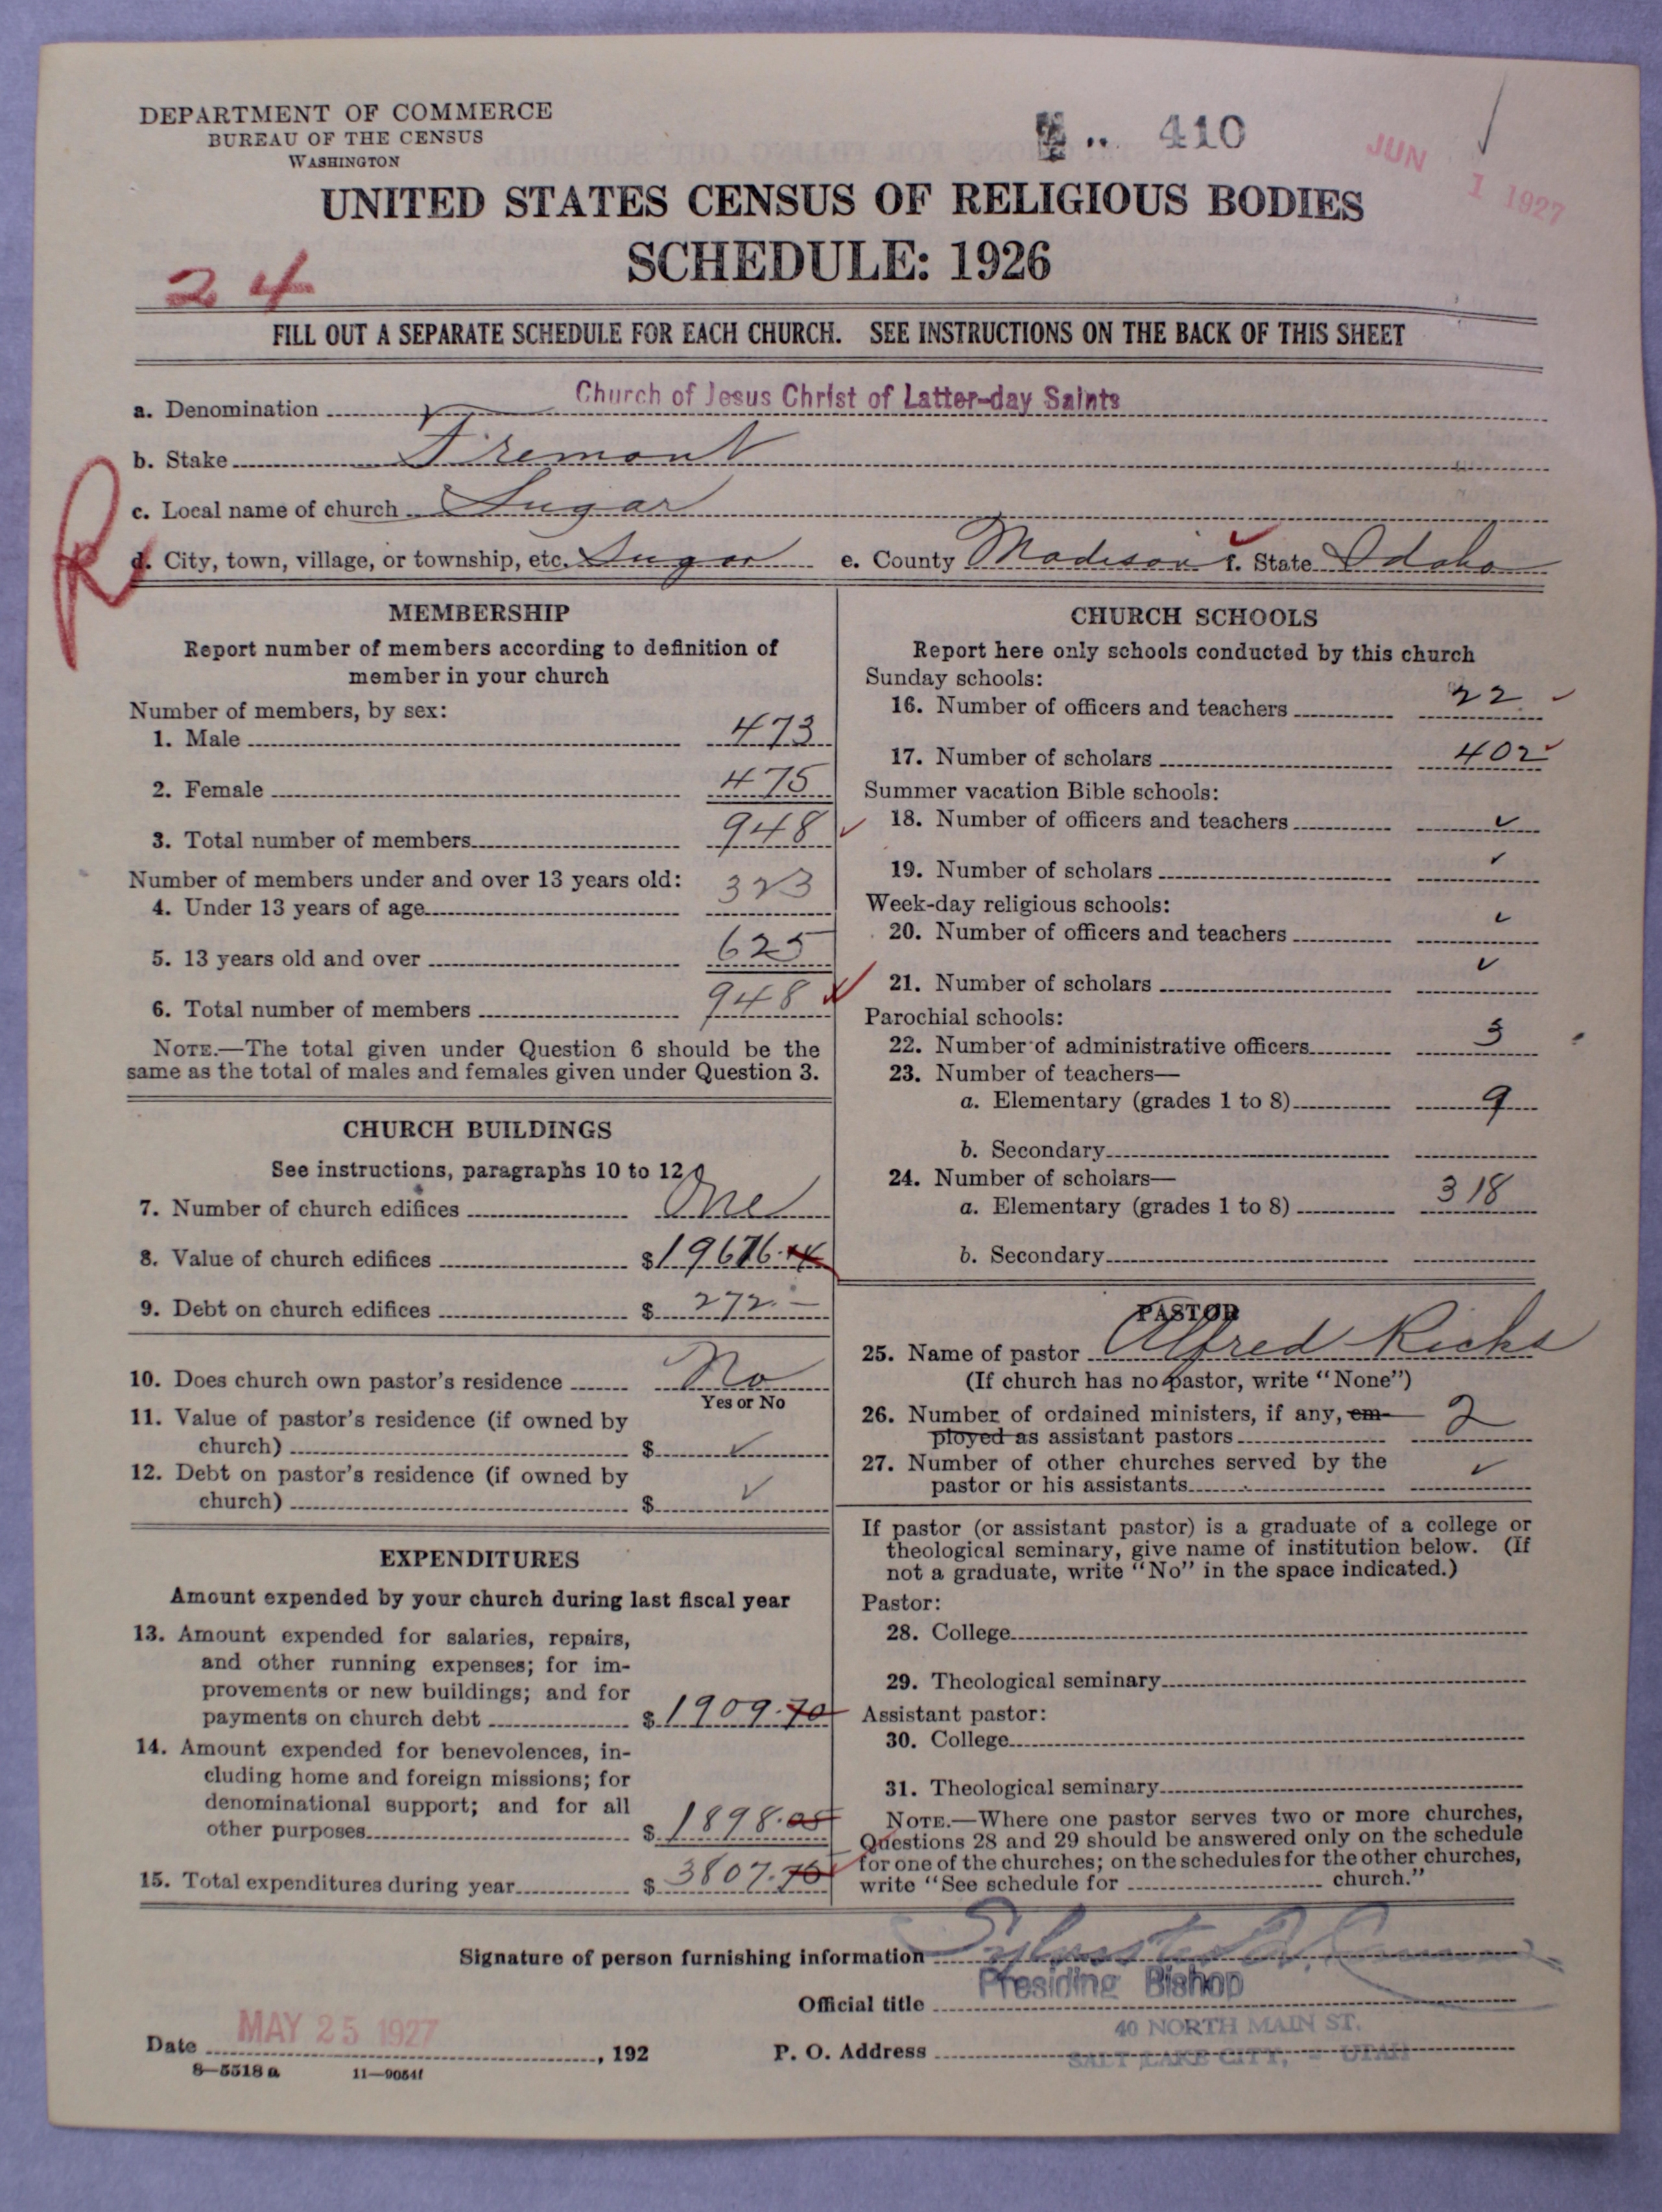 DEPARTMENT OF COMMERCE
BUREAU OF THE CENSUS
WASHINGTON
410
JUN 1 1927
UNITED STATES CENSUS OF RELIGIOUS BODIES
SCHEDULE: 1926
24
FILL OUT A SEPARATE SCHEDULE FOR EACH CHURCH. SEE INSTRUCTIONS ON THE BACK OF THIS SHEET
a. Denomination Church of Jesus Christ of Latter-day Saints
b. Stake Fremont
c. Local name of church Sugar
R
d. City, town, village, or township, etc. Sugar e. County Madison f. State Idaho
MEMBERSHIP
Report number of members according to definition of
member in your church
Number of members, by sex:
1. Male 473
2. Female 475
3. Total number of members 948
Number of members under and over 13 years old:
4. Under 13 years of age 323
5. 13 years old and over 625
6. Total number of members 948
NOTE.—The total given under Question 6 should be the
same as the total of males and females given under Question 3.
CHURCH BUILDINGS
See instructions, paragraphs 10 to 12
7. Number of church edifices One
8. Value of church edifices $19676.
9. Debt on church edifices $ 272.—
10. Does church own pastor's residence No
Yes or No
11. Value of pastor's residence (if owned by
church) $ ✓
12. Debt on pastor's residence (if owned by
church) $ ✓
EXPENDITURES
Amount expended by your church during last fiscal year
13. Amount expended for salaries, repairs,
and other running expenses; for im-
provements or new buildings; and for
payments on church debt $ 1909.70
14. Amount expended for benevolences, in-
cluding home and foreign missions; for
denominational support; and for all
other purposes $ 1898.05
15. Total expenditures during year $ 3807.75
CHURCH SCHOOLS
Report here only schools conducted by this church
Sunday schools:
16. Number of officers and teachers 22 ✓
17. Number of scholars 402 ✓
Summer vacation Bible schools:
18. Number of officers and teachers ✓
19. Number of scholars ✓
Week-day religious schools:
20. Number of officers and teachers ✓
21. Number of scholars ✓
Parochial schools:
22. Number of administrative officers 3
23. Number of teachers—
a. Elementary (grades 1 to 8) 9
b. Secondary
24. Number of scholars—
a. Elementary (grades 1 to 8) 318
b. Secondary
PASTOR
25. Name of pastor Alfred Ricks
(If church has no pastor, write "None")
26. Number of ordained ministers, if any, em-
ployed as assistant pastors 2
27. Number of other churches served by the
pastor or his assistants ✓
If pastor (or assistant pastor) is a graduate of a college or
theological seminary, give name of institution below. (If
not a graduate, write "No" in the space indicated.)
Pastor:
28. College
29. Theological seminary
Assistant pastor:
30. College
31. Theological seminary
NOTE.—Where one pastor serves two or more churches,
Questions 28 and 29 should be answered only on the schedule
for one of the churches; on the schedules for the other churches,
write "See schedule for church."
Signature of person furnishing information Sylvester Q. Cannon
Official title Presiding Bishop
Date MAY 25 1927, 192
P. O. Address 40 NORTH MAIN ST.
SALT LAKE CITY, - UTAH
8—5518 a 11—9054f